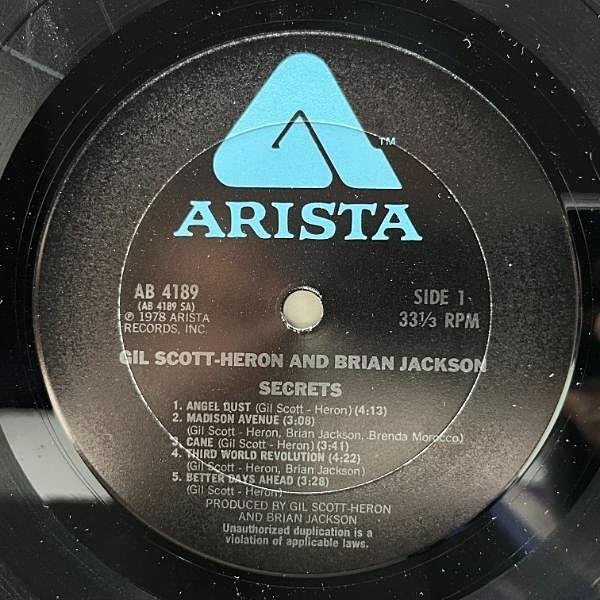 TM
ARISTA
AB 4189
(AB 4189 SA)
℗ 1978 ARISTA
RECORDS, INC.
SIDE 1
33⅓ RPM
GIL SCOTT-HERON AND BRIAN JACKSON
SECRETS
1. ANGEL DUST (Gil Scott - Heron) (4:13)
2. MADISON AVENUE (3:08)
(Gil Scott - Heron, Brian Jackson, Brenda Morocco)
3. CANE (Gil Scott - Heron) (3:41)
4. THIRD WORLD REVOLUTION (4:22)
(Gil Scott - Heron, Brian Jackson)
5. BETTER DAYS AHEAD (3:28)
(Gil Scott - Heron)
PRODUCED BY GIL SCOTT-HERON
AND BRIAN JACKSON
Unauthorized duplication is a
violation of applicable laws.